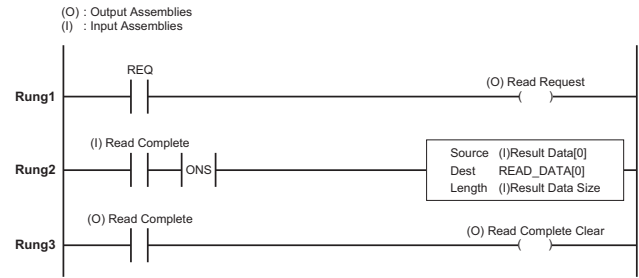 (O) : Output Assemblies
(I) : Input Assemblies
REQ
(O) Read Request
Rung1
( )
(I) Read Complete
Source (I)Result Data[0]
Rung2
ONS
Dest READ_DATA[0]
Length (I)Result Data Size
(O) Read Complete
(O) Read Complete Clear
Rung3
( )